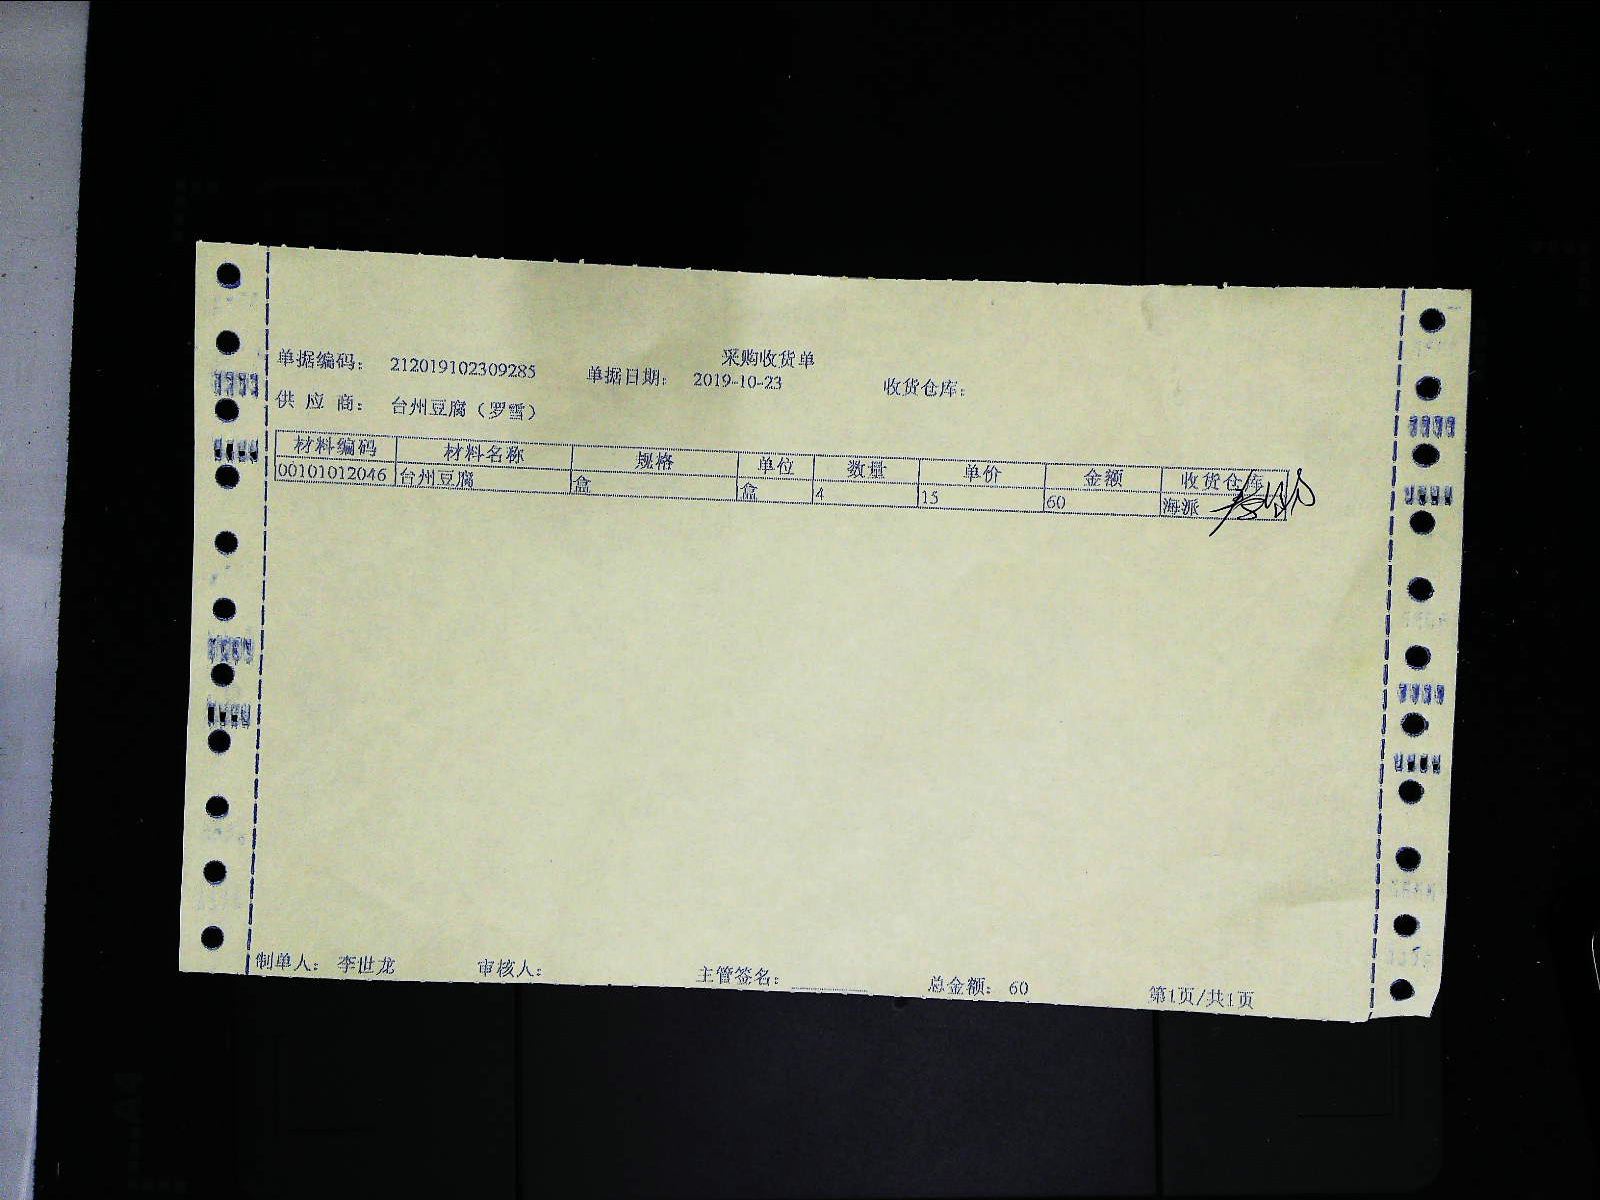 采购收货单
单据编码： 212019102309285 单据日期： 2019-10-23 收货仓库：
供 应 商： 台州豆腐（罗雪）
材料编码 材料名称 规格 单位 数量 单价 金额 收货仓库
00101012046 台州豆腐 盒 盒 4 15 60 海派
制单人： 李世龙 审核人： 主管签名： 总金额： 60 第1页/共1页